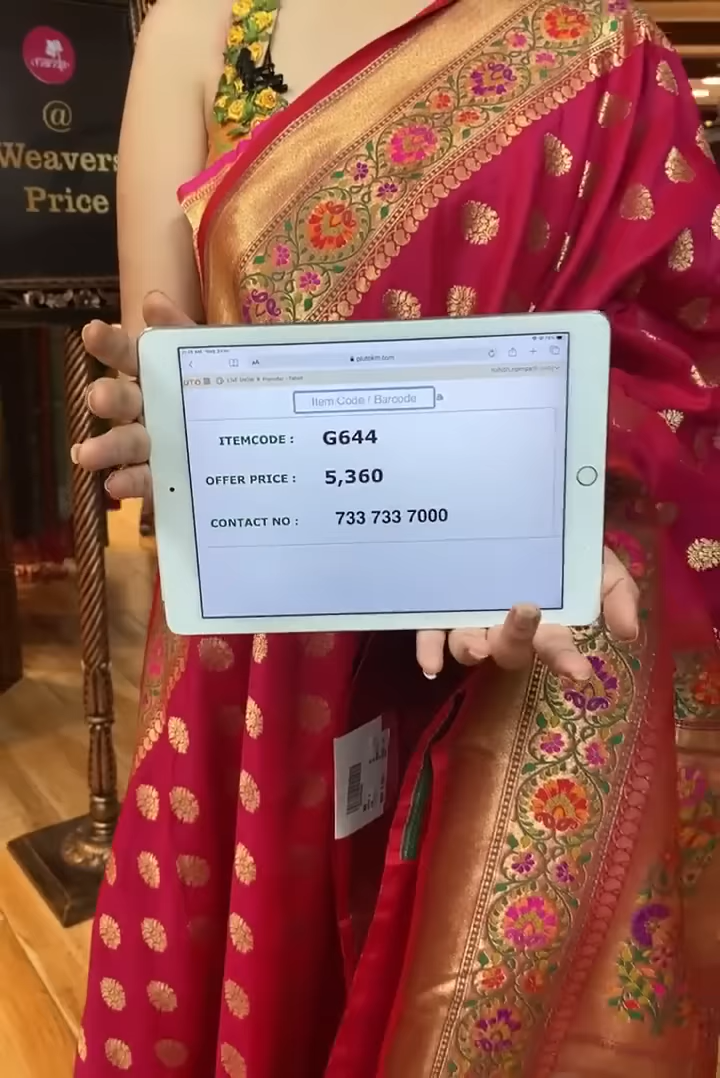 @
Weavers
Price
Item Code / Barcode
ITEMCODE : G644
OFFER PRICE : 5,360
CONTACT NO : 733 733 7000